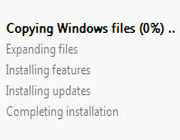 Copying Windows files (0%) ..
Expanding files
Installing features
Installing updates
Completing installation